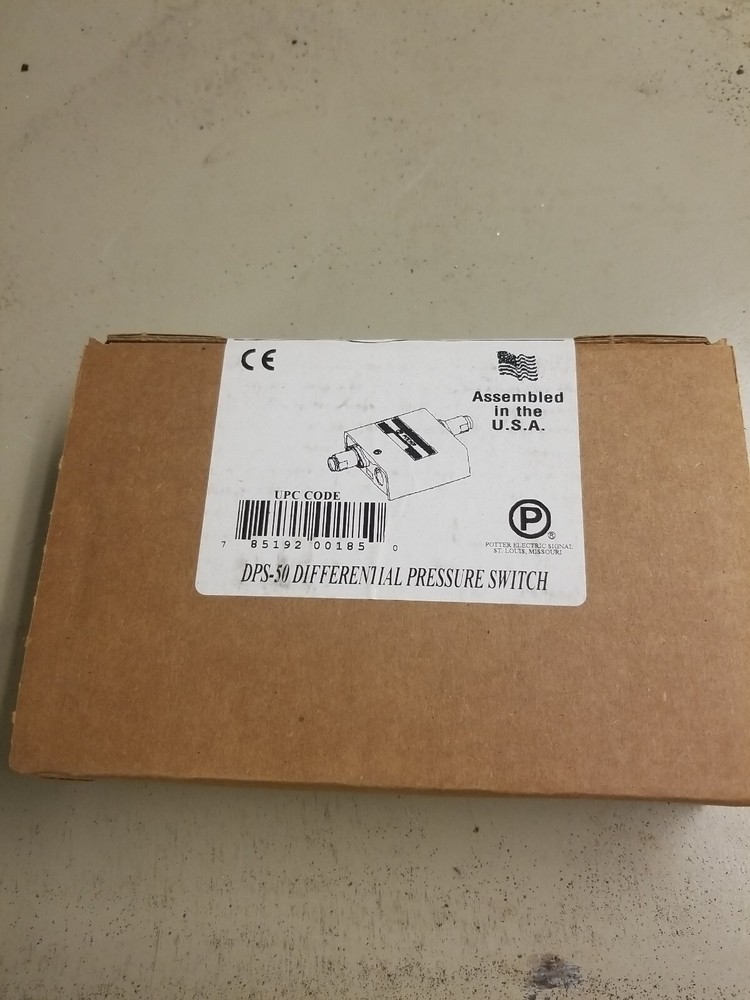 CE
Assembled
in the
U.S.A.
UPC CODE
7 85192 00185 0
P
®
POTTER ELECTRIC SIGNAL
ST. LOUIS, MISSOURI
DPS-50 DIFFERENTIAL PRESSURE SWITCH